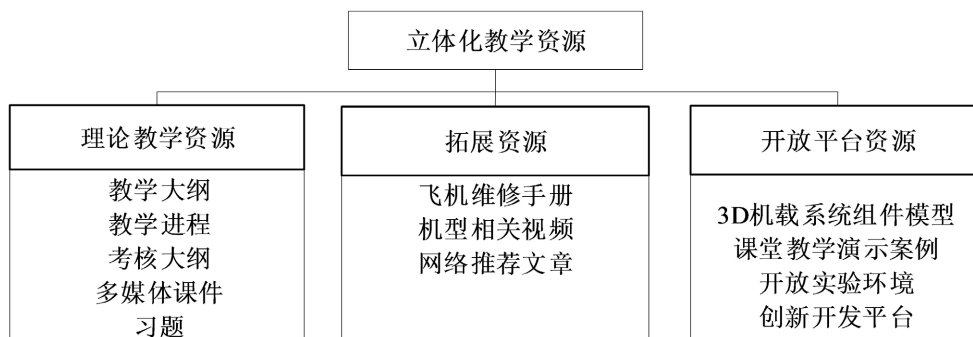 立体化教学资源
理论教学资源
教学大纲
教学进程
考核大纲
多媒体课件
习题
拓展资源
飞机维修手册
机型相关视频
网络推荐文章
开放平台资源
3D机载系统组件模型
课堂教学演示案例
开放实验环境
创新开发平台